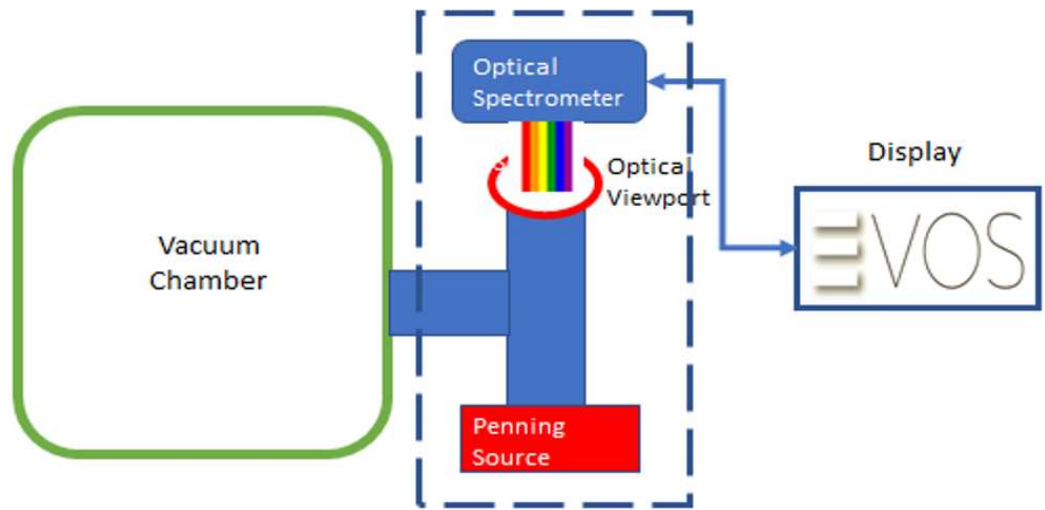 Optical
Spectrometer
Optical
Viewport
Display
EVOS
Vacuum
Chamber
Penning
Source